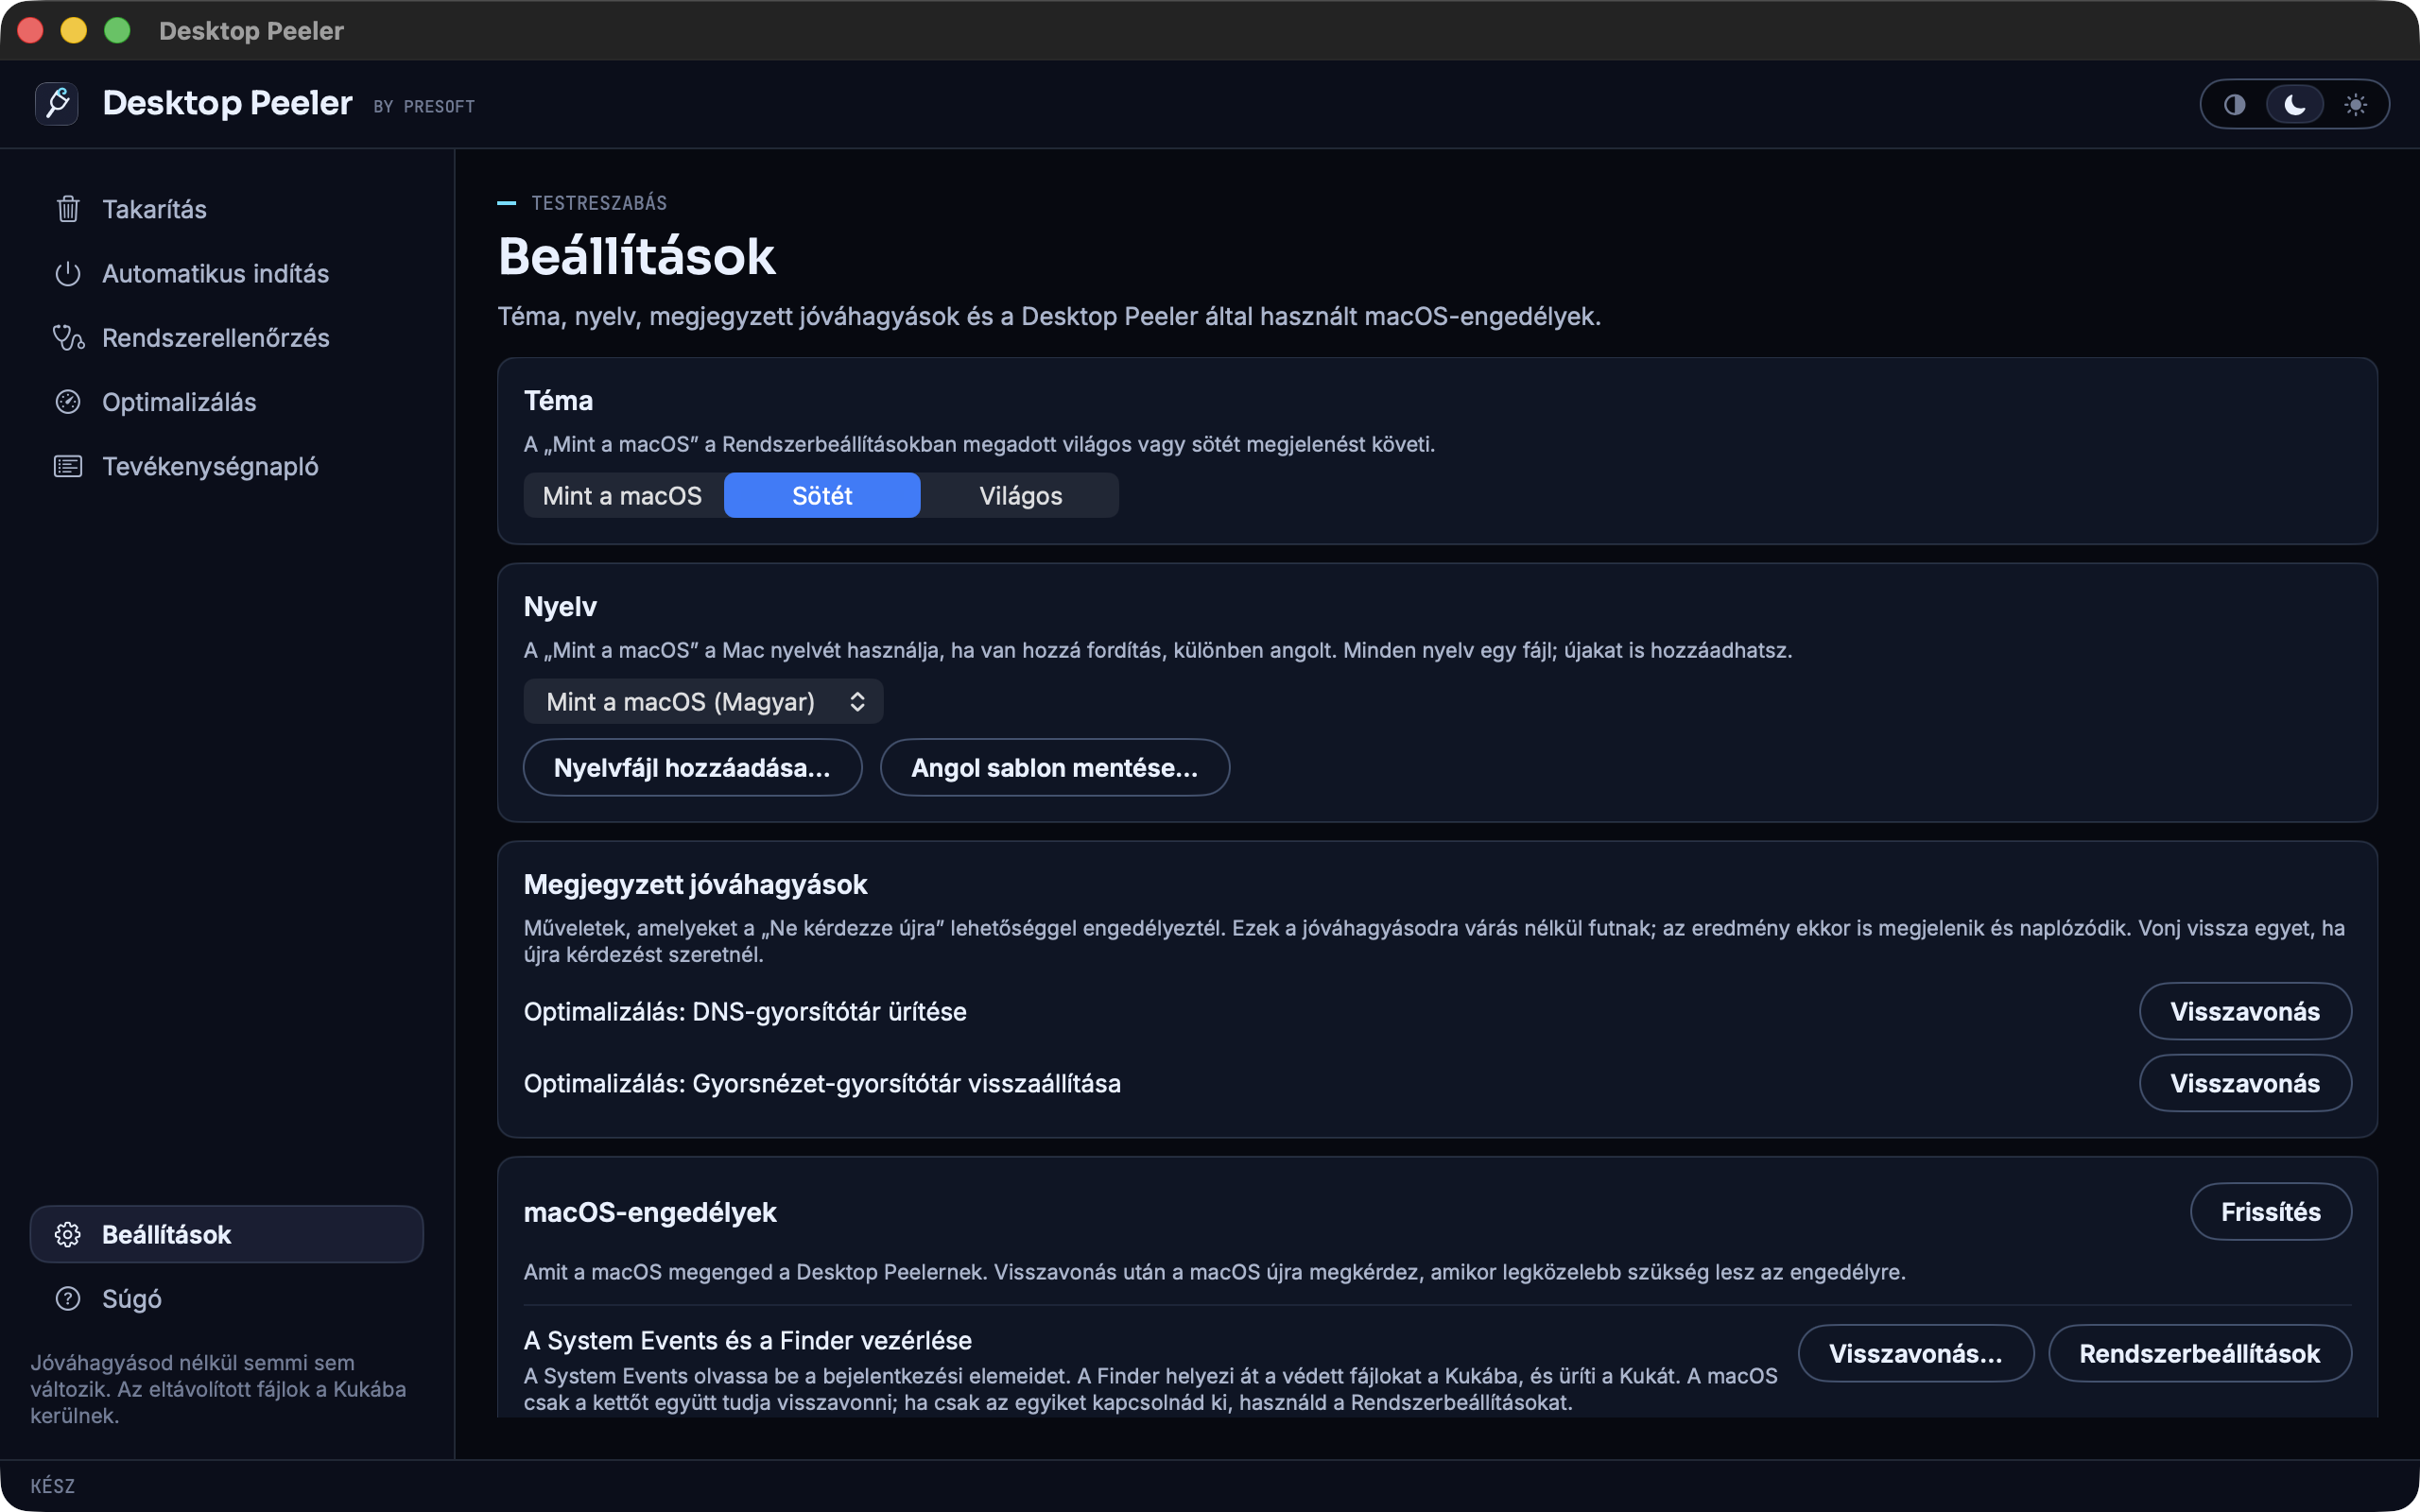 Desktop Peeler
Desktop Peeler BY PRESOFT
Takarítás
Automatikus indítás
Rendszerellenőrzés
Optimalizálás
Tevékenységnapló
Beállítások
Súgó
Jóváhagyásod nélkül semmi sem
változik. Az eltávolított fájlok a Kukába
kerülnek.
TESTRESZABÁS
Beállítások
Téma, nyelv, megjegyzett jóváhagyások és a Desktop Peeler által használt macOS-engedélyek.
Téma
A „Mint a macOS” a Rendszerbeállításokban megadott világos vagy sötét megjelenést követi.
Mint a macOS Sötét Világos
Nyelv
A „Mint a macOS” a Mac nyelvét használja, ha van hozzá fordítás, különben angolt. Minden nyelv egy fájl; újakat is hozzáadhatsz.
Mint a macOS (Magyar)
Nyelvfájl hozzáadása... Angol sablon mentése...
Megjegyzett jóváhagyások
Műveletek, amelyeket a „Ne kérdezze újra” lehetőséggel engedélyeztél. Ezek a jóváhagyásodra várás nélkül futnak; az eredmény ekkor is megjelenik és naplózódik. Vonj vissza egyet, ha
újra kérdezést szeretnél.
Optimalizálás: DNS-gyorsítótár ürítése Visszavonás
Optimalizálás: Gyorsnézet-gyorsítótár visszaállítása Visszavonás
macOS-engedélyek Frissítés
Amit a macOS megenged a Desktop Peelernek. Visszavonás után a macOS újra megkérdez, amikor legközelebb szükség lesz az engedélyre.
A System Events és a Finder vezérlése
A System Events olvassa be a bejelentkezési elemeidet. A Finder helyezi át a védett fájlokat a Kukába, és üríti a Kukát. A macOS
csak a kettőt együtt tudja visszavonni; ha csak az egyiket kapcsolnád ki, használd a Rendszerbeállításokat.
Visszavonás... Rendszerbeállítások
KÉSZ